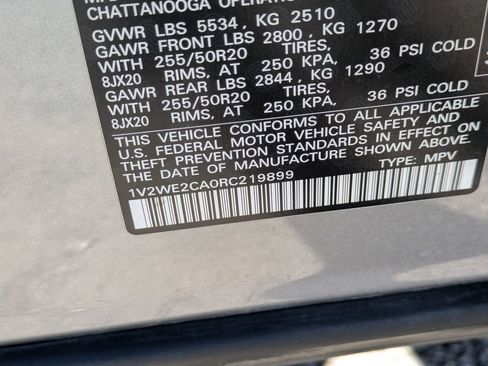 CHATTANOOGA OPERATIO
GVWR LBS 5534 , KG 2510
GAWR FRONT LBS 2800 , KG 1270
WITH 255/50R20 TIRES,
8JX20 RIMS, AT 250 KPA, 36 PSI COLD
GAWR REAR LBS 2844 , KG 1290
WITH 255/50R20 TIRES,
8JX20 RIMS, AT 250 KPA, 36 PSI COLD
THIS VEHICLE CONFORMS TO ALL APPLICABLE
U.S. FEDERAL MOTOR VEHICLE SAFETY AND
THEFT PREVENTION STANDARDS IN EFFECT ON
THE DATE OF MANUFACTURE SHOWN ABOVE.
1V2WE2CA0RC219899 TYPE: MPV